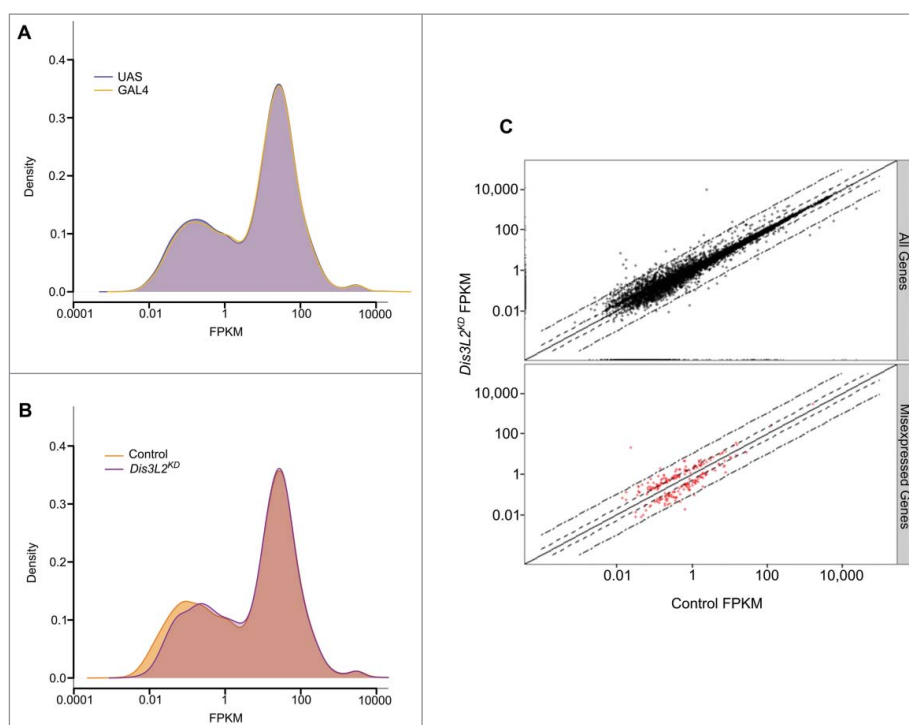 A
0.4
0.3
0.2
0.1
0.0
Density
UAS
GAL4
0.0001
0.01
1
100
10000
FPKM
B
0.4
0.3
0.2
0.1
0.0
Density
Control
Dis3L2KD
0.0001
0.01
1
100
10000
FPKM
C
Dis3L2KD FPKM
10,000
100
1
0.01
All Genes
10,000
100
1
0.01
Misexpressed Genes
0.01
1
100
10,000
Control FPKM